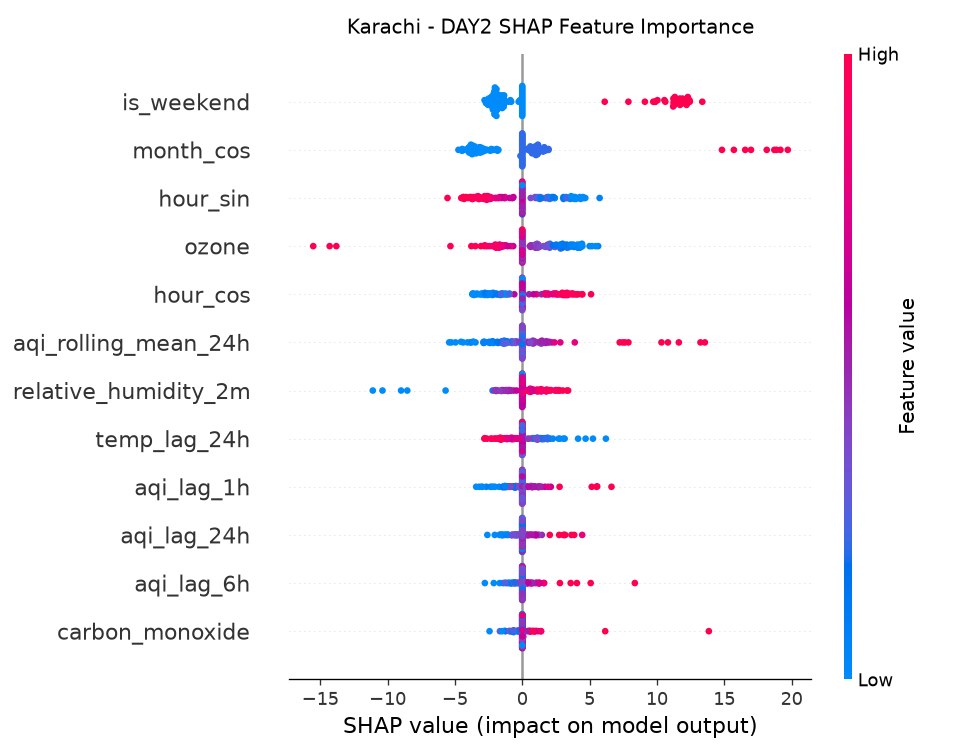 Karachi - DAY2 SHAP Feature Importance
High
is_weekend
month_cos
hour_sin
ozone
hour_cos
aqi_rolling_mean_24h
relative_humidity_2m
temp_lag_24h
aqi_lag_1h
aqi_lag_24h
aqi_lag_6h
carbon_monoxide
Feature value
Low
−15 −10 −5 0 5 10 15 20
SHAP value (impact on model output)